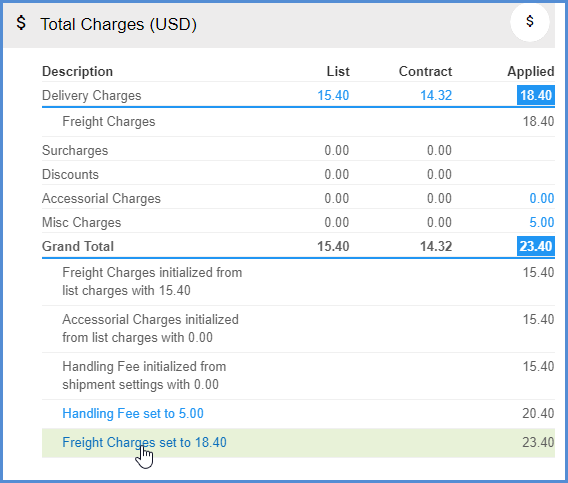 $ Total Charges (USD) $
Description List Contract Applied
Delivery Charges 15.40 14.32 18.40
Freight Charges 18.40
Surcharges 0.00 0.00
Discounts 0.00 0.00
Accessorial Charges 0.00 0.00 0.00
Misc Charges 0.00 0.00 5.00
Grand Total 15.40 14.32 23.40
Freight Charges initialized from 15.40
list charges with 15.40
Accessorial Charges initialized 15.40
from list charges with 0.00
Handling Fee initialized from 15.40
shipment settings with 0.00
Handling Fee set to 5.00 20.40
Freight Charges set to 18.40 23.40